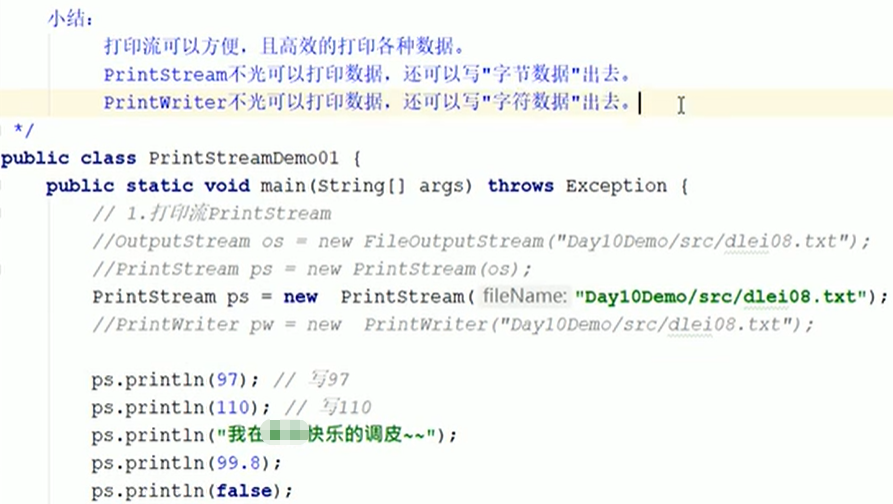 小结:
打印流可以方便，且高效的打印各种数据。
PrintStream不光可以打印数据，还可以写"字节数据"出去。
PrintWriter不光可以打印数据，还可以写"字符数据"出去。
*/
public class PrintStreamDemo01 {
public static void main(String[] args) throws Exception {
// 1.打印流PrintStream
//OutputStream os = new FileOutputStream("Day10Demo/src/dlei08.txt");
//PrintStream ps = new PrintStream(os);
PrintStream ps = new  PrintStream( fileName: "Day10Demo/src/dlei08.txt");
//PrintWriter pw = new  PrintWriter("Day10Demo/src/dlei08.txt");
ps.println(97); // 写97
ps.println(110); // 写110
ps.println("我在快乐的调皮~~");
ps.println(99.8);
ps.println(false);